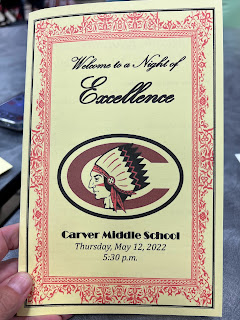 Welcome to a Night of
Excellence
C
Carver Middle School
Thursday, May 12, 2022
5:30 p.m.